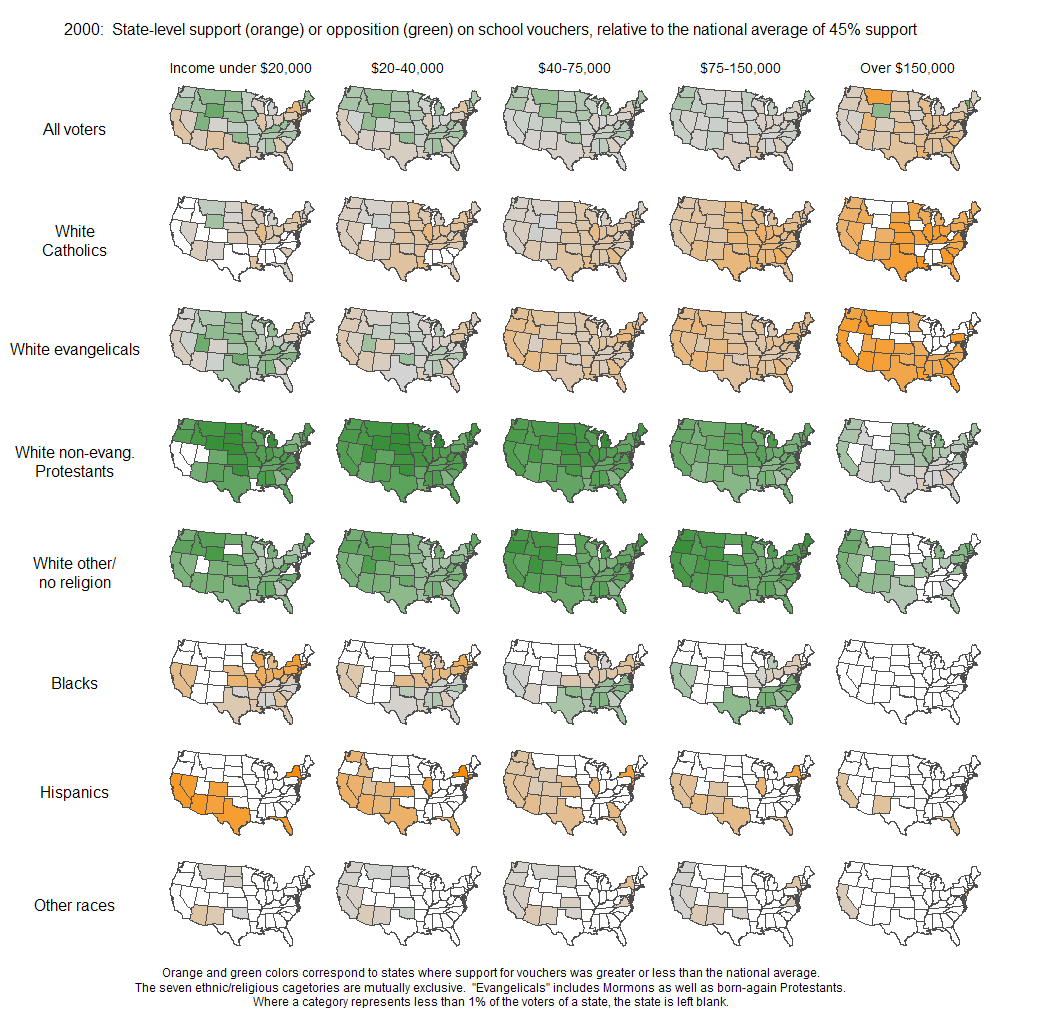 2000:  State-level support (orange) or opposition (green) on school vouchers, relative to the national average of 45% support
Income under $20,000
$20-40,000
$40-75,000
$75-150,000
Over $150,000
All voters
White
Catholics
White evangelicals
White non-evang.
Protestants
White other/
no religion
Blacks
Hispanics
Other races
Orange and green colors correspond to states where support for vouchers was greater or less than the national average.
The seven ethnic/religious cagetories are mutually exclusive.  "Evangelicals" includes Mormons as well as born-again Protestants.
Where a category represents less than 1% of the voters of a state, the state is left blank.